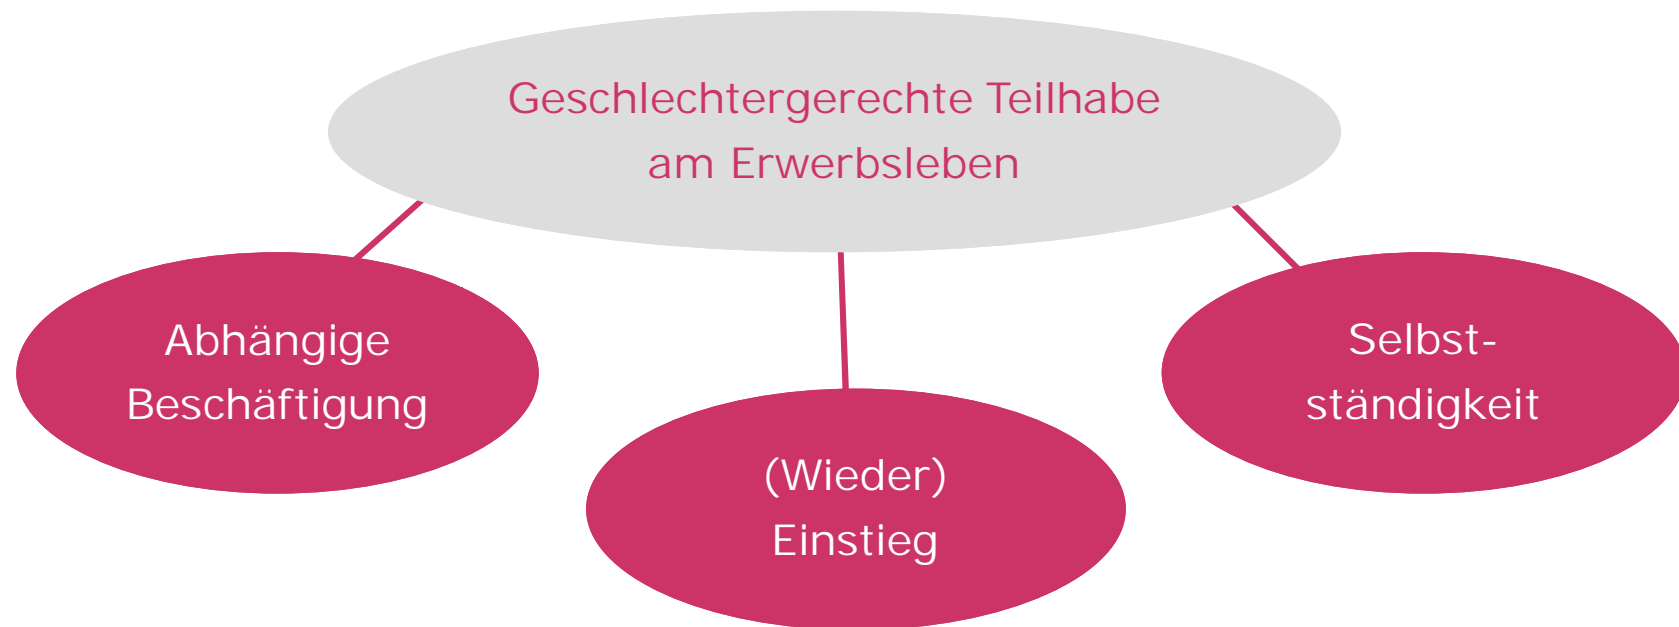 Geschlechtergerechte Teilhabe
am Erwerbsleben
Abhängige
Beschäftigung
(Wieder)
Einstieg
Selbst-
ständigkeit